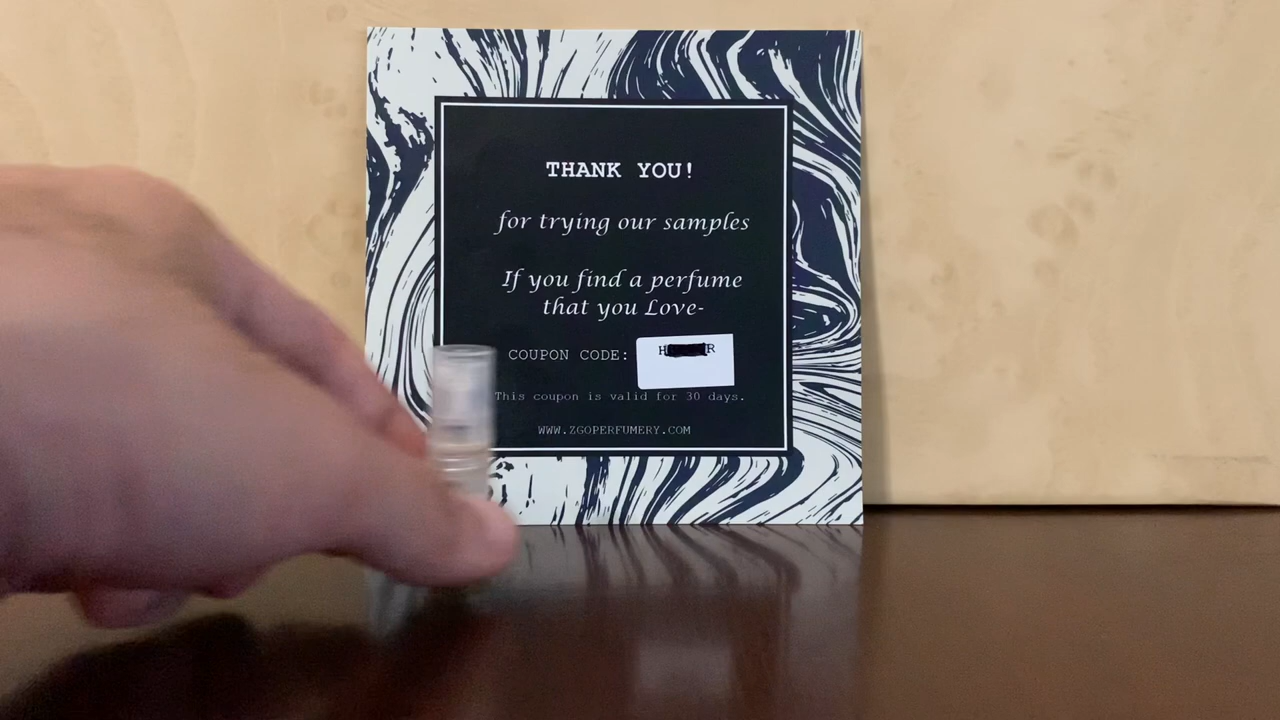 THANK YOU!
for trying our samples
If you find a perfume
that you Love-
COUPON CODE:
This coupon is valid for 30 days.
WWW.ZGOPERFUMERY.COM